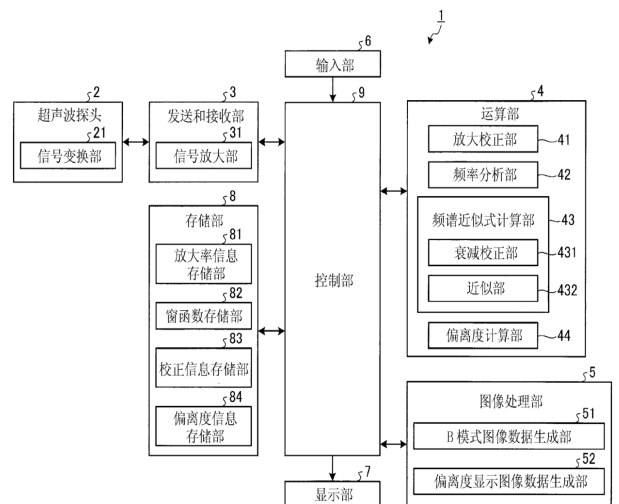 1
6
输入部
2
超声波探头
21
信号变换部
3
发送和接收部
31
信号放大部
9
控制部
4
运算部
放大校正部
41
频率分析部
42
频谱近似式计算部
43
衰减校正部
431
近似部
432
偏离度计算部
44
8
存储部
81
放大率信息
存储部
82
窗函数存储部
83
校正信息存储部
84
偏离度信息
存储部
5
图像处理部
51
B模式图像数据生成部
52
偏离度显示图像数据生成部
7
显示部